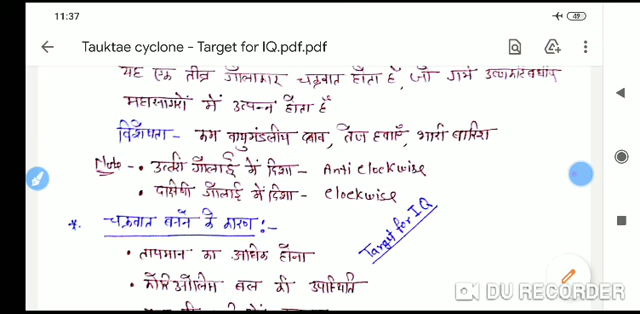 11:37
49
Tauktae cyclone - Target for IQ.pdf.pdf
यह एक तीव्र गोलाकार चक्रवात होता है, जो गर्म उष्णकटिबंधीय
महासागरों में उत्पन्न होता है
विशेषता - कम वायुमंडलीय दाब, तेज हवाएँ, भारी बारिश
Note - • उत्तरी गोलार्द्ध में दिशा - Anti clockwise
• दक्षिणी गोलार्द्ध में दिशा - clockwise
*. चक्रवात बनने के कारण :-
Target for IQ
• तापमान का अधिक होना
• कोरिऑलिस बल की उपस्थिति
DU RECORDER